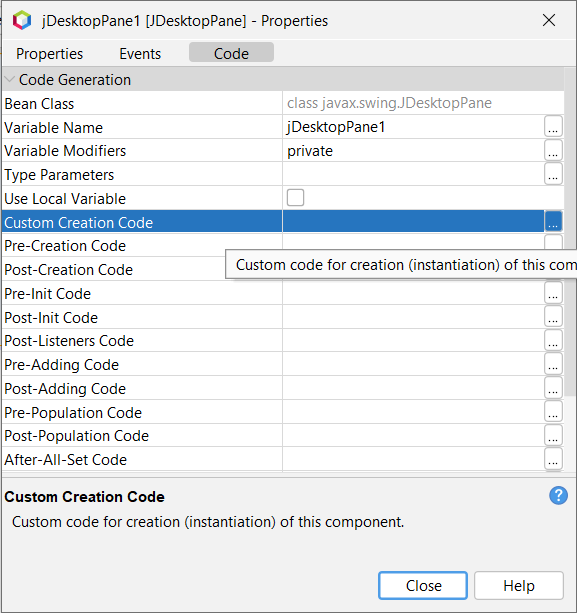 jDesktopPane1 [JDesktopPane] - Properties
Properties Events Code
Code Generation
Bean Class class javax.swing.JDesktopPane
Variable Name jDesktopPane1 ...
Variable Modifiers private ...
Type Parameters ...
Use Local Variable
Custom Creation Code ...
Pre-Creation Code
Custom code for creation (instantiation) of this com
Post-Creation Code
Pre-Init Code ...
Post-Init Code ...
Post-Listeners Code ...
Pre-Adding Code ...
Post-Adding Code ...
Pre-Population Code ...
Post-Population Code ...
After-All-Set Code ...
Custom Creation Code ?
Custom code for creation (instantiation) of this component.
Close Help